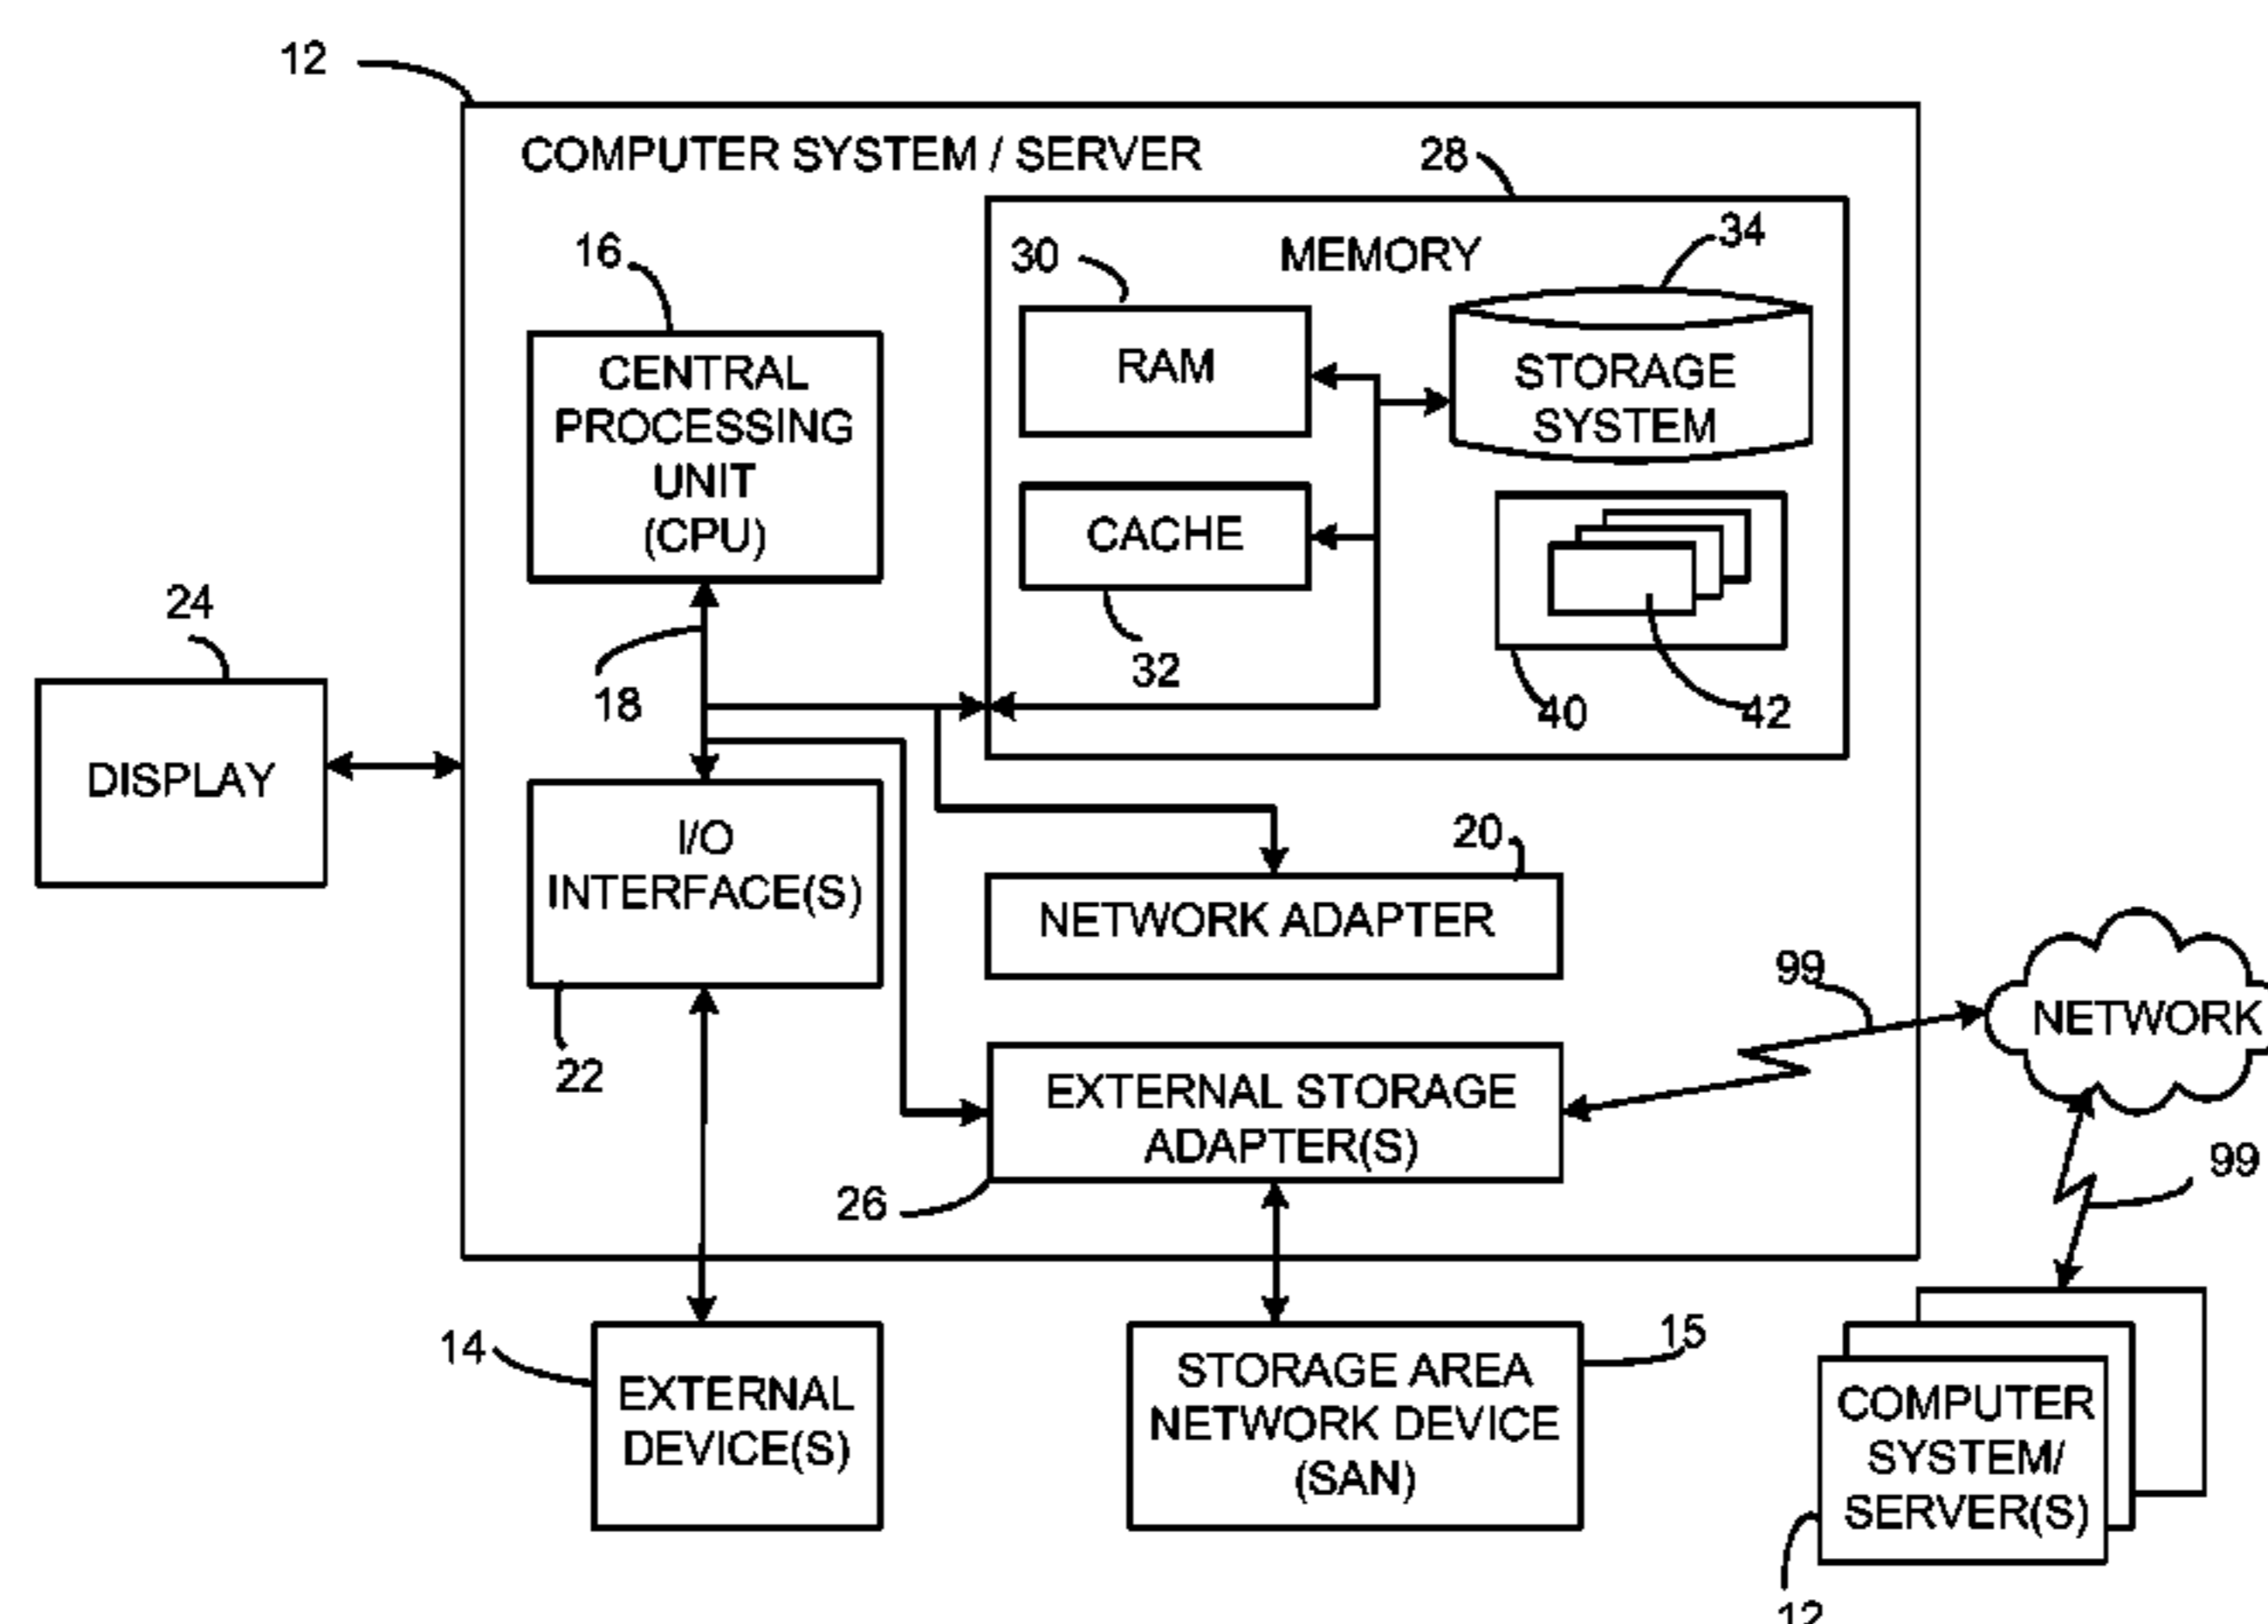 12
COMPUTER SYSTEM / SERVER
28
16
30
MEMORY
34
CENTRAL
PROCESSING
UNIT
(CPU)
RAM
STORAGE
SYSTEM
CACHE
24
18
32
40
42
DISPLAY
I/O
INTERFACE(S)
20
NETWORK ADAPTER
99
NETWORK
22
EXTERNAL STORAGE
ADAPTER(S)
26
99
14
EXTERNAL
DEVICE(S)
STORAGE AREA
NETWORK DEVICE
(SAN)
15
COMPUTER
SYSTEM/
SERVER(S)
12